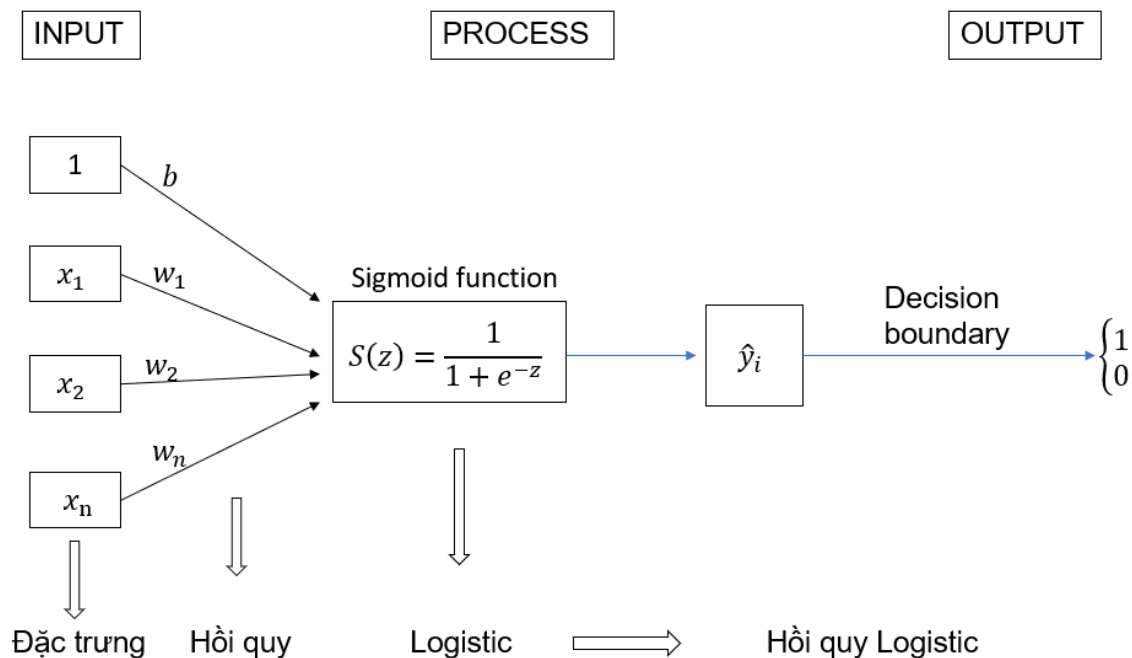 INPUT
PROCESS
OUTPUT
1
b
x₁
w₁
x₂
w₂
xₙ
wₙ
Sigmoid function
S(z) = 1 / (1 + e⁻ᶻ)
ŷᵢ
Decision
boundary
{1
0
Đặc trưng
Hồi quy
Logistic
Hồi quy Logistic